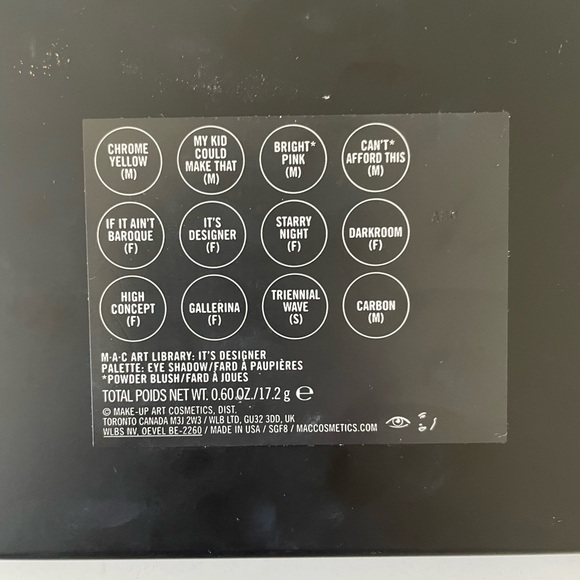 CHROME
YELLOW
(M)
MY KID
COULD
MAKE THAT
(M)
BRIGHT*
PINK
(M)
CAN'T*
AFFORD THIS
(M)
IF IT AIN'T
BAROQUE
(F)
IT'S
DESIGNER
(F)
STARRY
NIGHT
(F)
DARKROOM
(F)
HIGH
CONCEPT
(F)
GALLERINA
(F)
TRIENNIAL
WAVE
(S)
CARBON
(M)
M·A·C ART LIBRARY: IT'S DESIGNER
PALETTE: EYE SHADOW/FARD À PAUPIÈRES
*POWDER BLUSH/FARD À JOUES
TOTAL POIDS NET WT. 0.60 OZ./17.2 g ℮
© MAKE-UP ART COSMETICS, DIST.
TORONTO CANADA M3J 2W3 / WLB LTD, GU32 3DD, UK
WLBS NV, OEVEL BE-2260 / MADE IN USA / SGF8 / MACCOSMETICS.COM